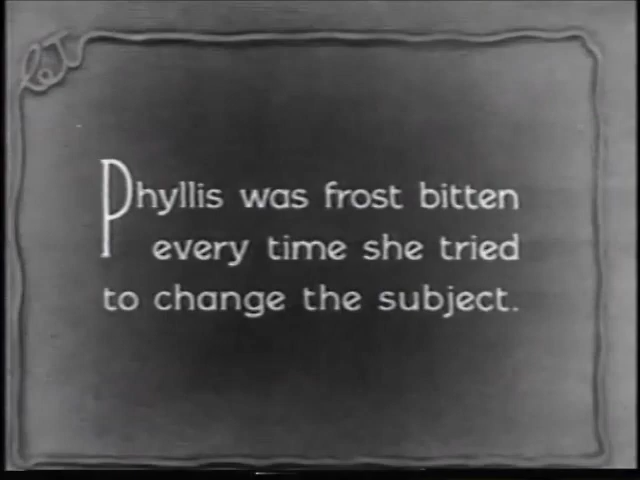 Phyllis was frost bitten
every time she tried
to change the subject.